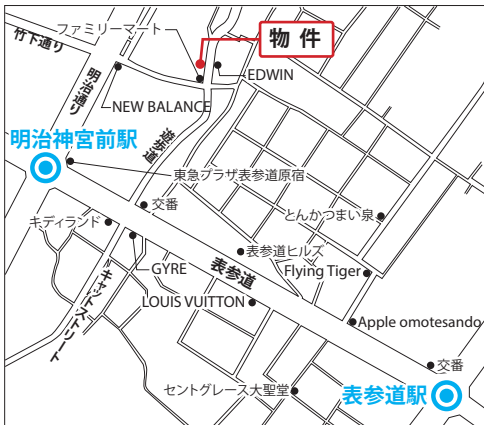 ファミリーマート
物件
竹下通り
EDWIN
明治通り
NEW BALANCE
遊歩道
明治神宮前駅
東急プラザ表参道原宿
交番
とんかつまい泉
キディランド
表参道ヒルズ
GYRE
表参道
Flying Tiger
キャットストリート
LOUIS VUITTON
Apple omotesando
交番
セントグレース大聖堂
表参道駅